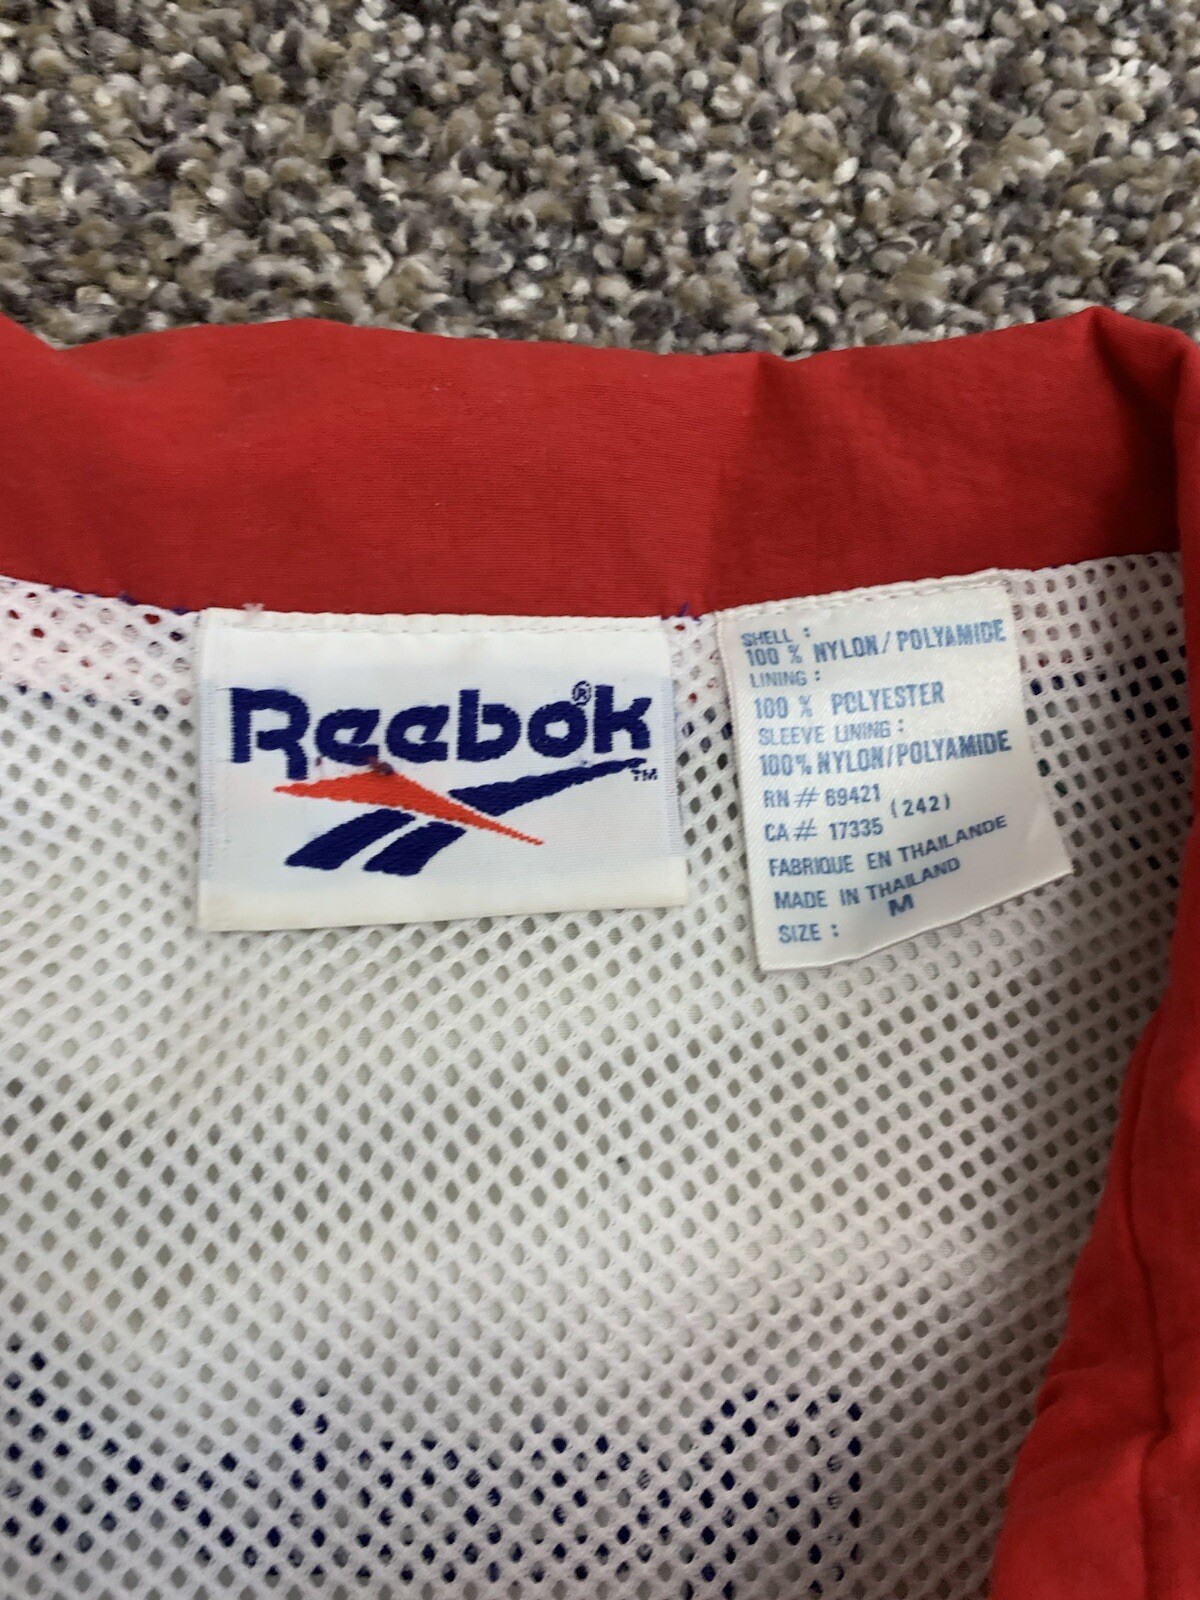 Reebok®
TM
SHELL :
100 % NYLON/POLYAMIDE
LINING :
100 % POLYESTER
SLEEVE LINING :
100% NYLON/POLYAMIDE
RN# 69421
CA# 17335 (242)
FABRIQUE EN THAILANDE
MADE IN THAILAND
SIZE : M